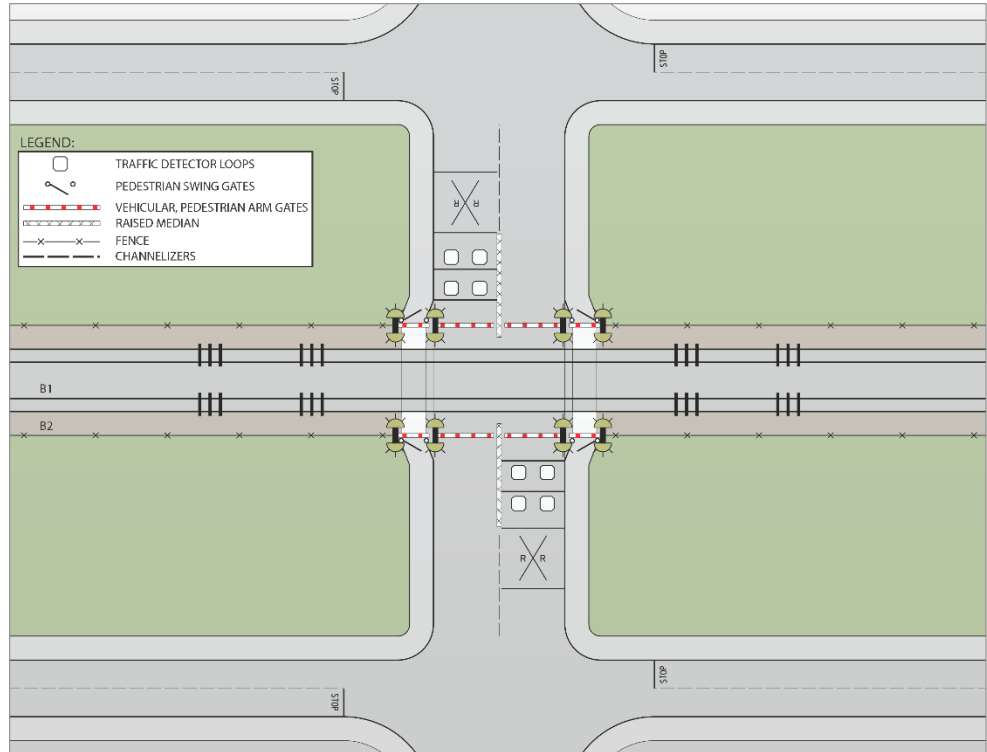 STOP
STOP
LEGEND:
TRAFFIC DETECTOR LOOPS
PEDESTRIAN SWING GATES
VEHICULAR, PEDESTRIAN ARM GATES
RAISED MEDIAN
FENCE
CHANNELIZERS
R R
B1
B2
R R
STOP
STOP